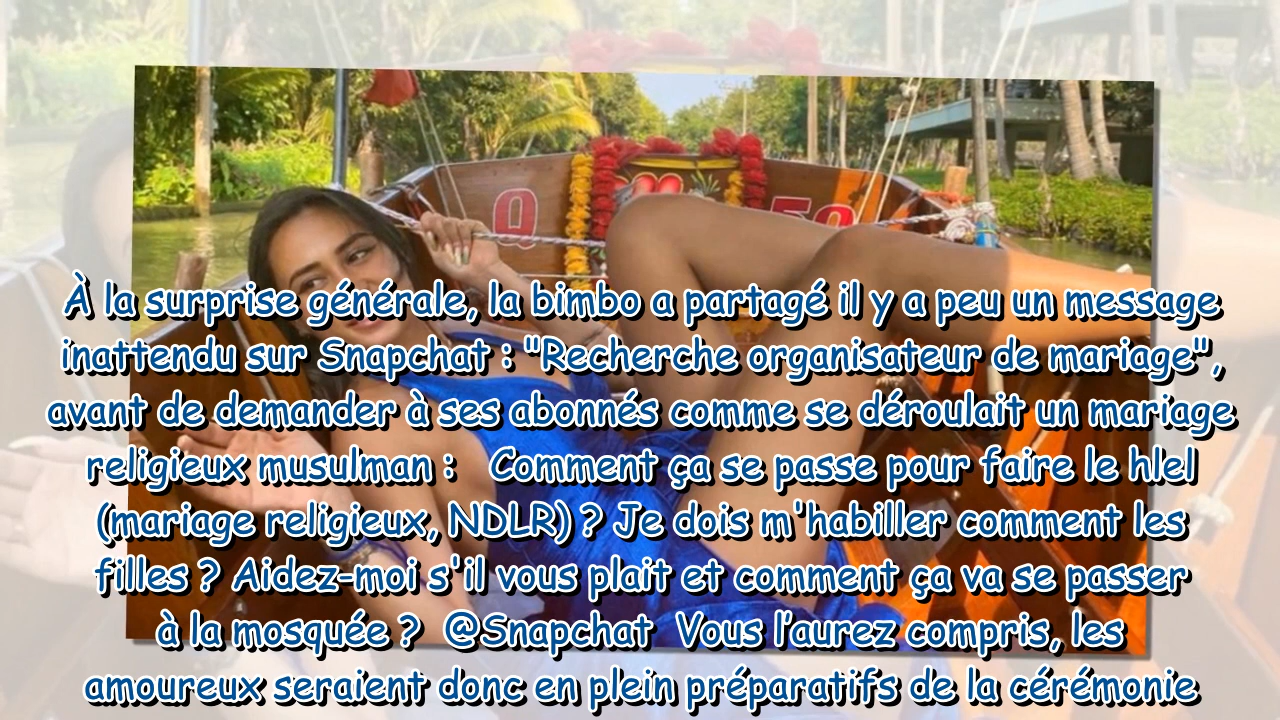 Q
59
À la surprise générale, la bimbo a partagé il y a peu un message
inattendu sur Snapchat : "Recherche organisateur de mariage",
avant de demander à ses abonnés comme se déroulait un mariage
religieux musulman :   Comment ça se passe pour faire le hlel
(mariage religieux, NDLR) ? Je dois m'habiller comment les
filles ? Aidez-moi s'il vous plait et comment ça va se passer
à la mosquée ?  @Snapchat  Vous l’aurez compris, les
amoureux seraient donc en plein préparatifs de la cérémonie